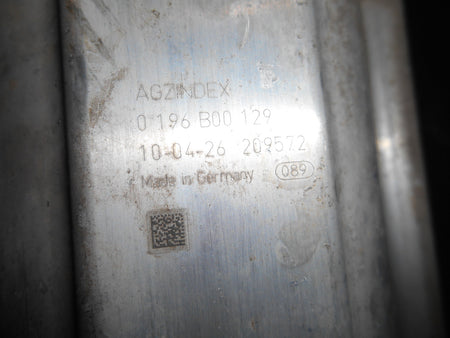 AGZINDEX
0 196 B00 129
10-04-26 209572
Made in Germany 089